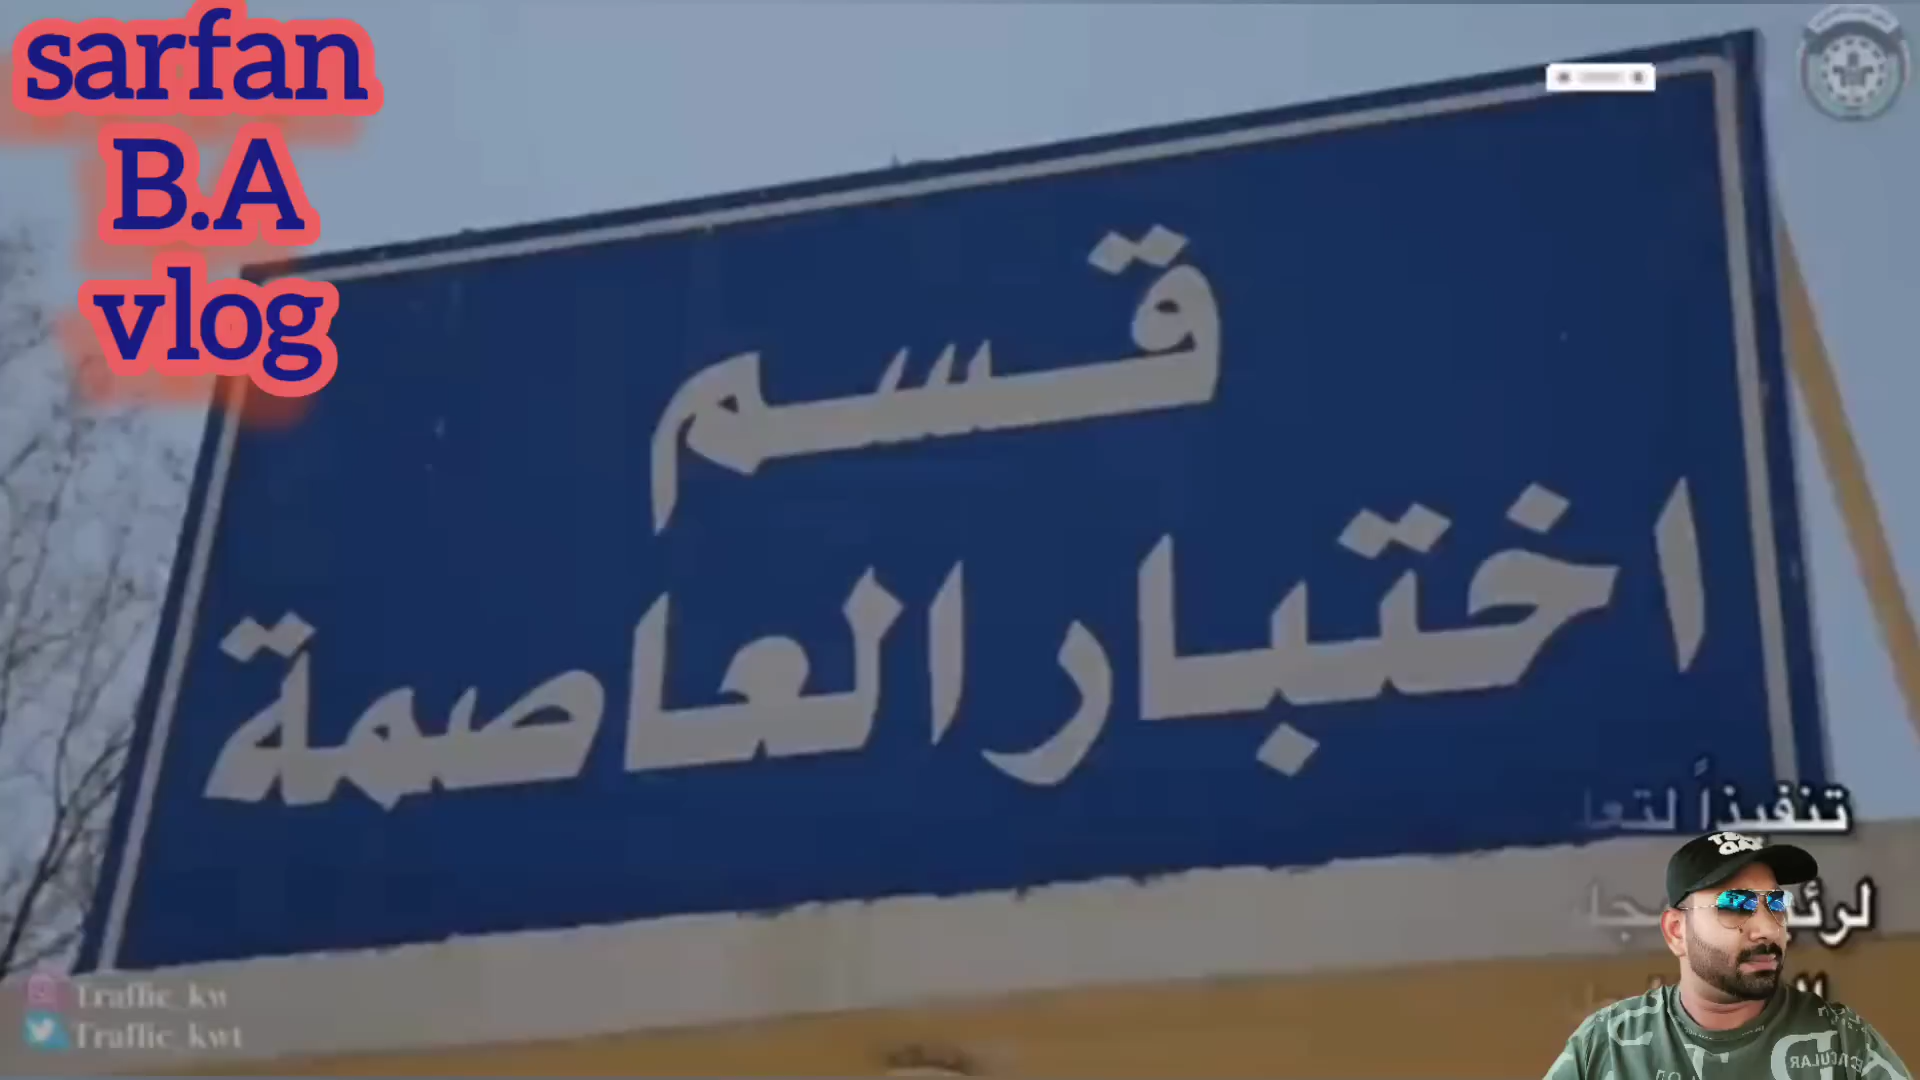 sarfan
B.A
vlog
قسم
اختبار العاصمة
تنفيذاً
Traffic_kw
Traffic_kwt